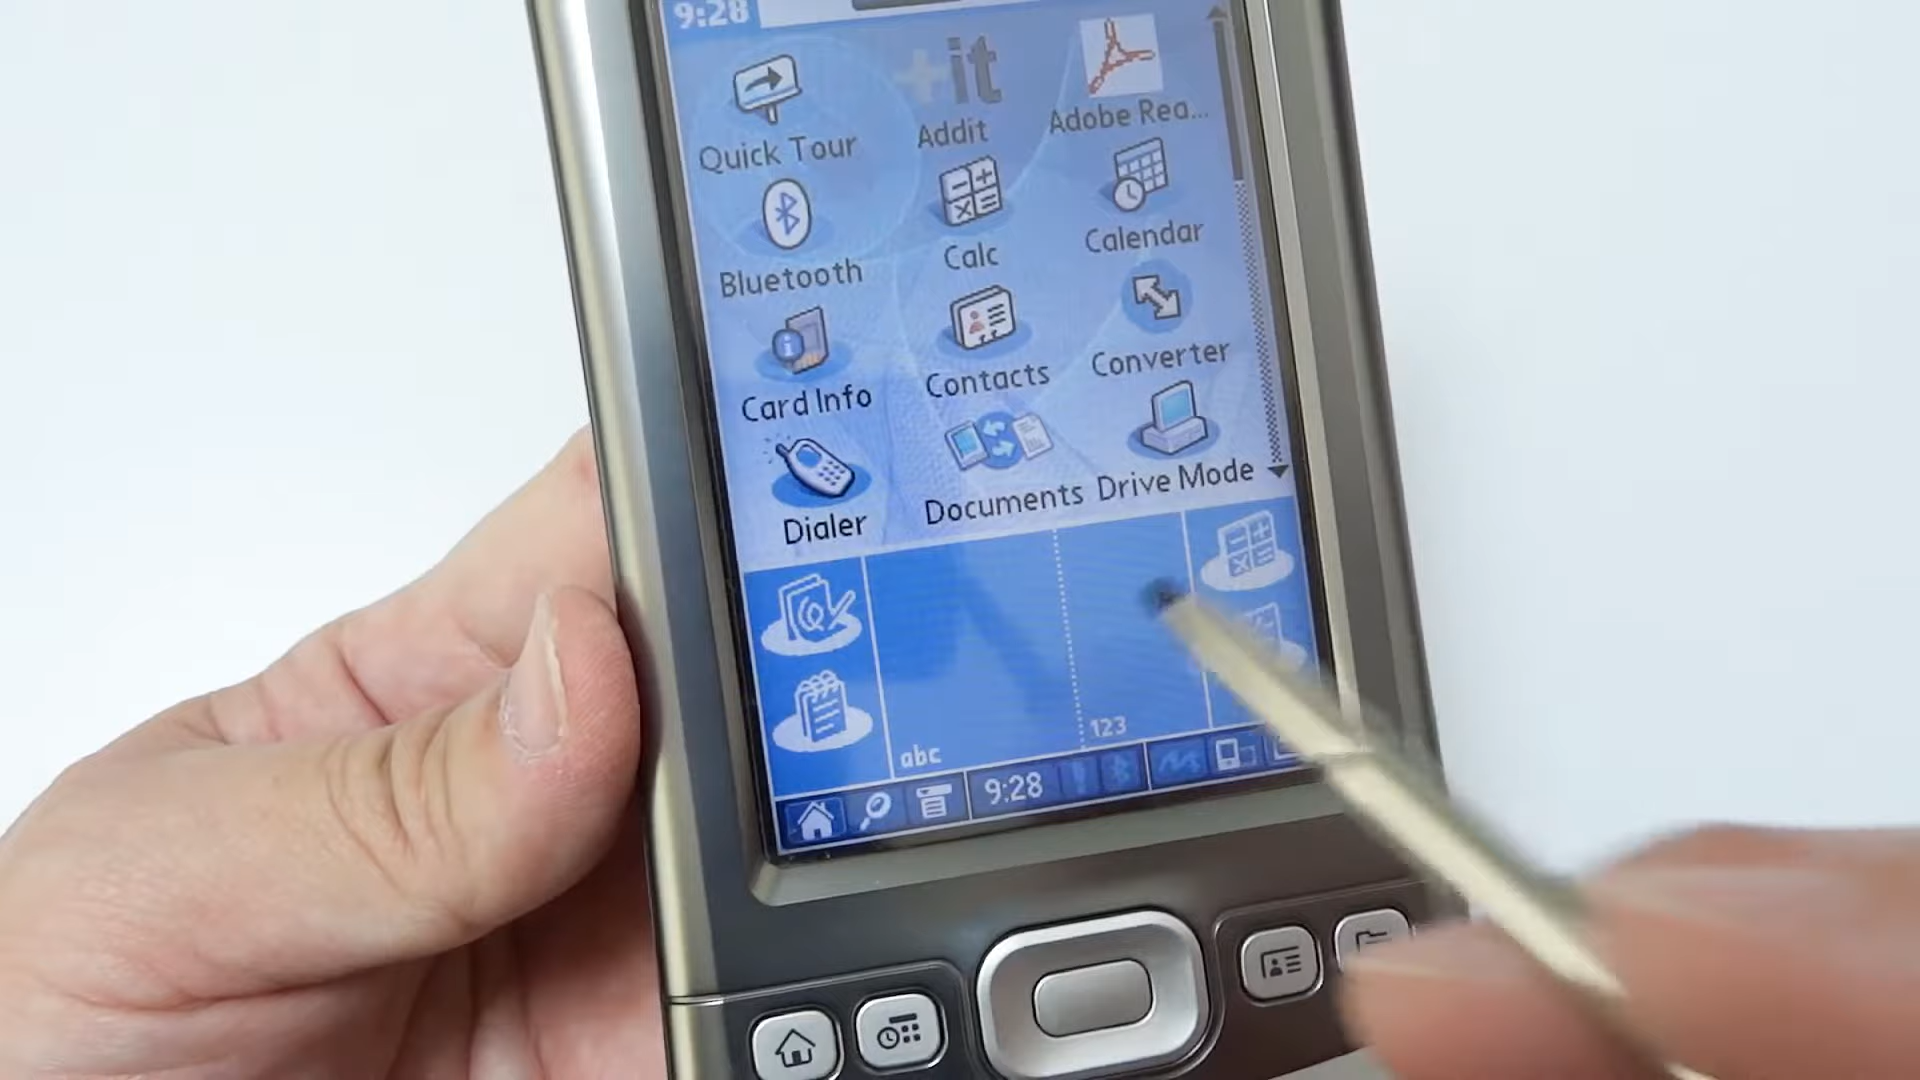 9:28
+it
Quick Tour Addit Adobe Rea...
Bluetooth Calc Calendar
Card Info Contacts Converter
Dialer Documents Drive Mode
abc 123
9:28